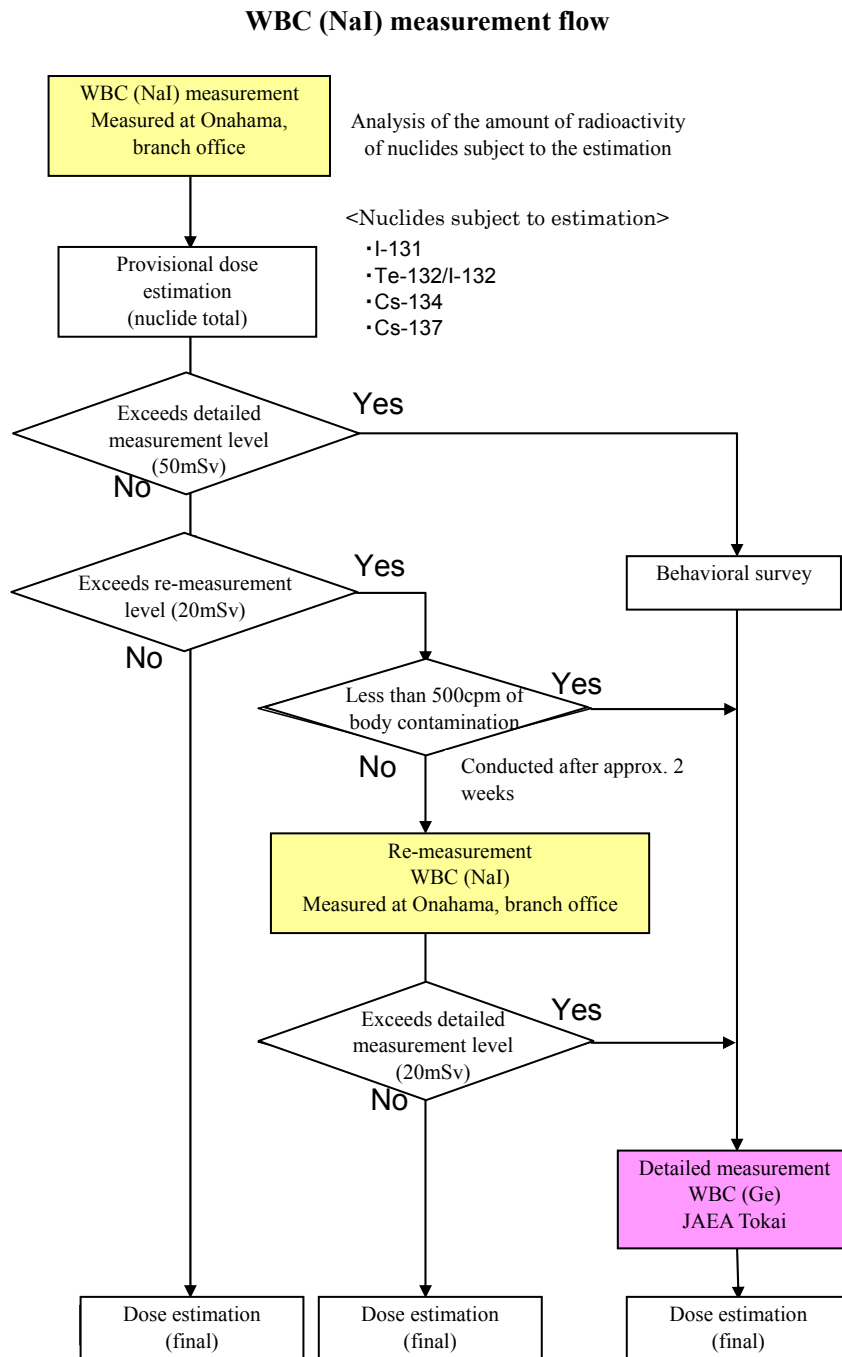 WBC (NaI) measurement flow
WBC (NaI) measurement
Measured at Onahama,
branch office
Analysis of the amount of radioactivity
of nuclides subject to the estimation
<Nuclides subject to estimation>
・I-131
・Te-132/I-132
・Cs-134
・Cs-137
Provisional dose
estimation
(nuclide total)
Exceeds detailed
measurement level
(50mSv)
Yes
No
Exceeds re-measurement
level (20mSv)
Yes
No
Behavioral survey
Less than 500cpm of
body contamination
Yes
No
Conducted after approx. 2
weeks
Re-measurement
WBC (NaI)
Measured at Onahama, branch office
Exceeds detailed
measurement level
(20mSv)
Yes
No
Detailed measurement
WBC (Ge)
JAEA Tokai
Dose estimation
(final)
Dose estimation
(final)
Dose estimation
(final)